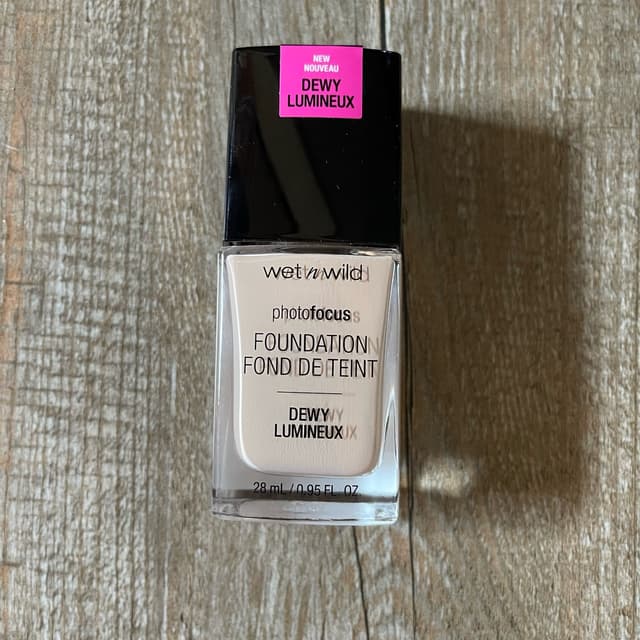 NEW
NOUVEAU
DEWY
LUMINEUX
wet n wild
photofocus
FOUNDATION
FOND DE TEINT
DEWY
LUMINEUX
28 mL / 0.95 FL. OZ.